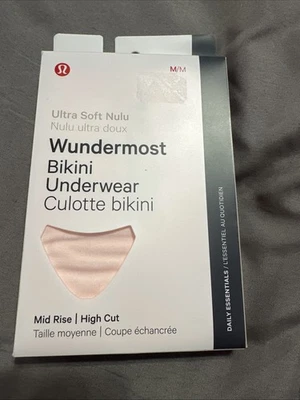 M/M
Ultra Soft Nulu
Nulu ultra doux
Wundermost
Bikini
Underwear
Culotte bikini
Mid Rise | High Cut
Taille moyenne | Coupe échancrée
DAILY ESSENTIALS / L'ESSENTIEL AU QUOTIDIEN